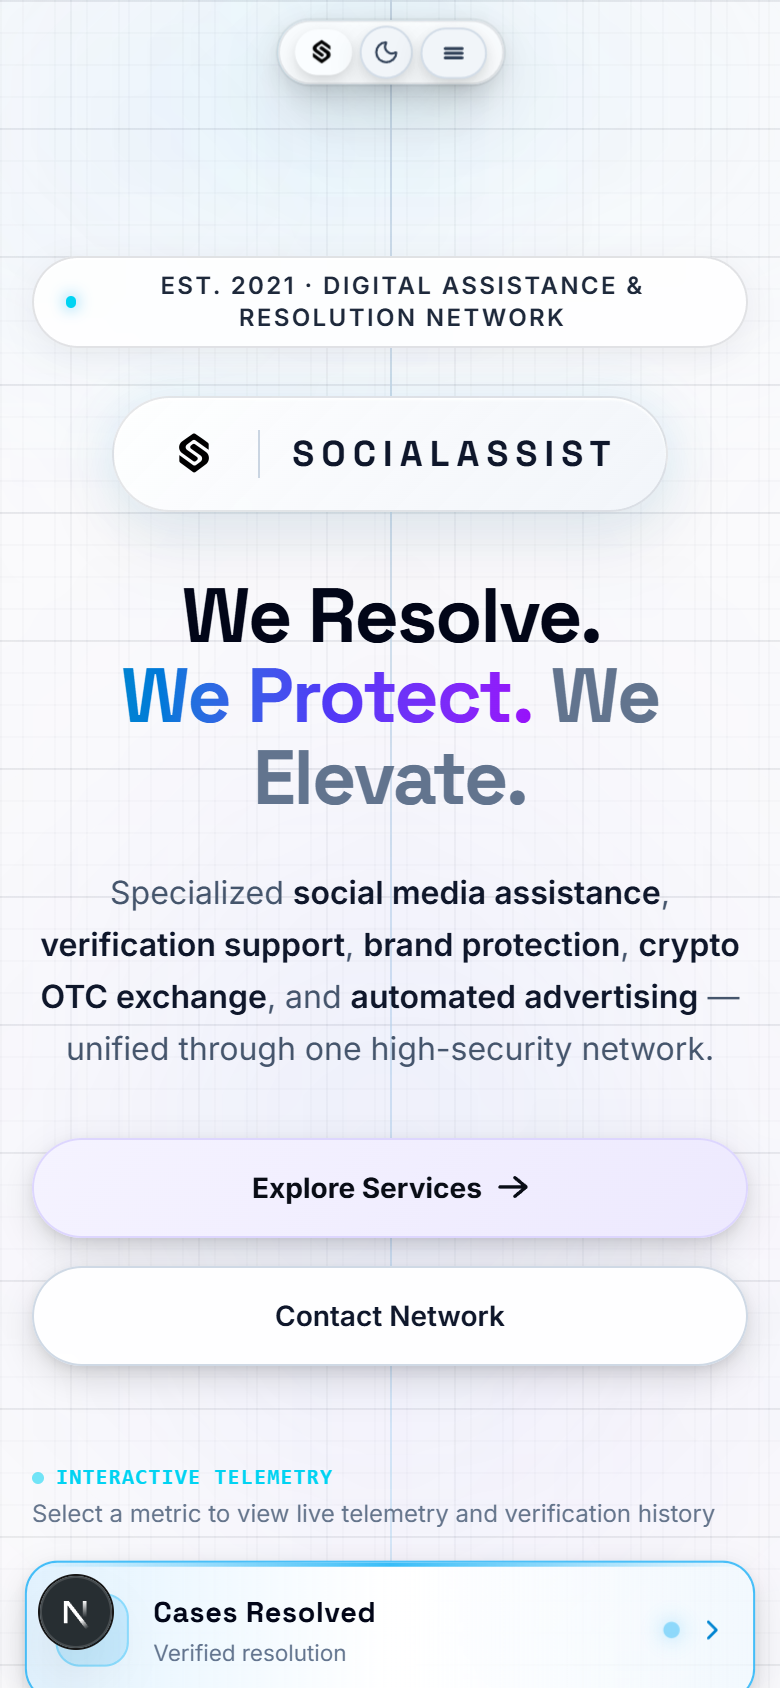 EST. 2021 · DIGITAL ASSISTANCE &
RESOLUTION NETWORK
SOCIALASSIST
We Resolve.
We Protect. We
Elevate.
Specialized social media assistance,
verification support, brand protection, crypto
OTC exchange, and automated advertising —
unified through one high-security network.
Explore Services →
Contact Network
INTERACTIVE TELEMETRY
Select a metric to view live telemetry and verification history
N
Cases Resolved
Verified resolution